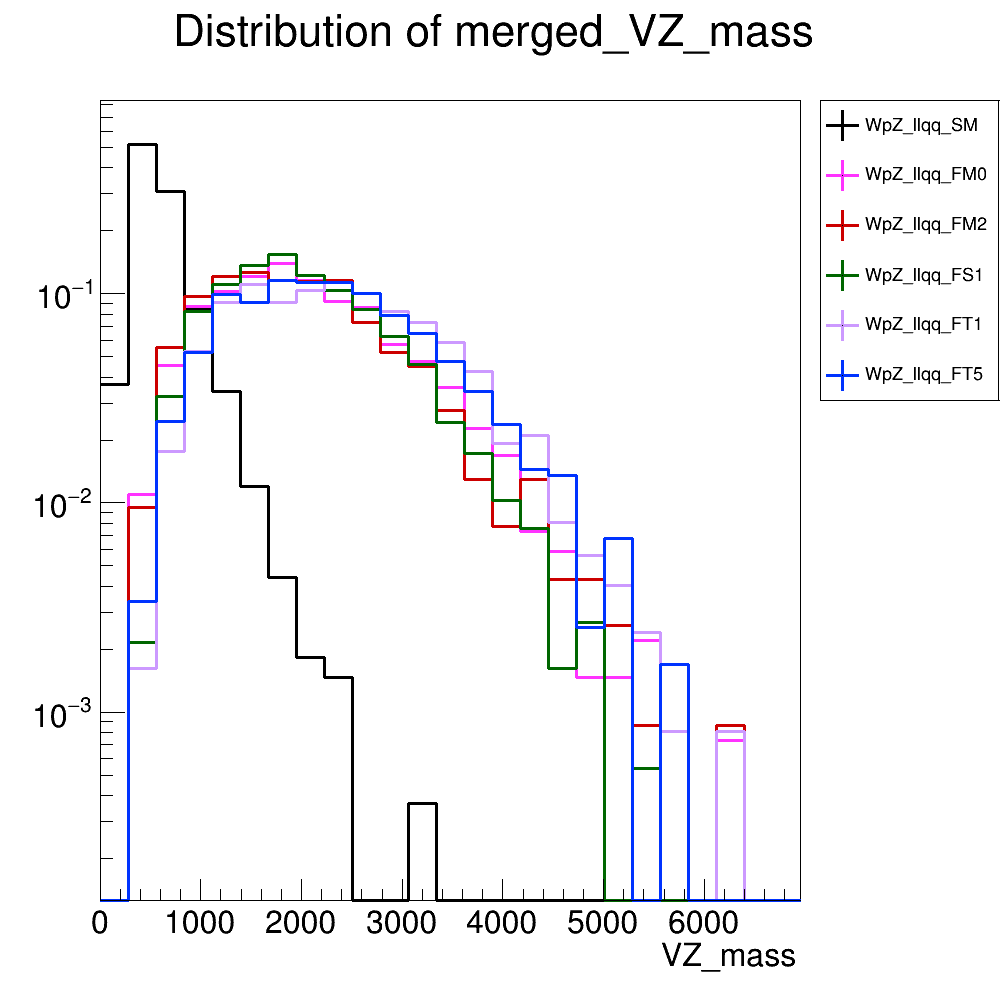 Distribution of merged_VZ_mass
WpZ_llqq_SM
WpZ_llqq_FM0
WpZ_llqq_FM2
WpZ_llqq_FS1
WpZ_llqq_FT1
WpZ_llqq_FT5
10⁻¹
10⁻²
10⁻³
0 1000 2000 3000 4000 5000 6000
VZ_mass